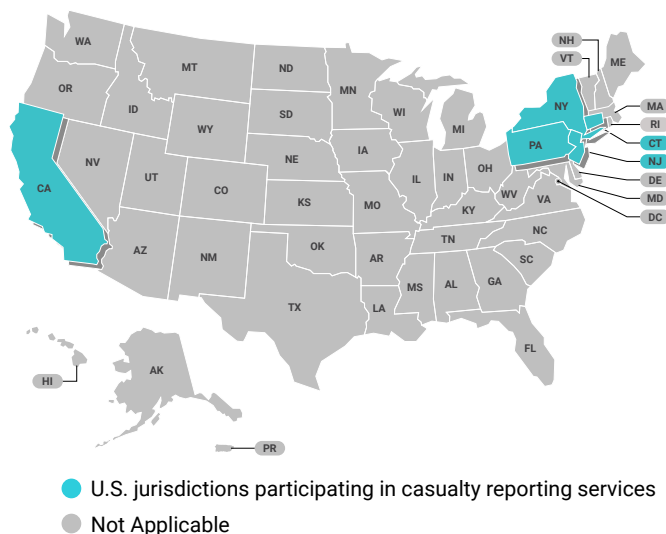 WA
OR
CA
ID
NV
MT
WY
UT
AZ
CO
NM
ND
SD
NE
KS
OK
TX
MN
IA
MO
AR
LA
WI
IL
MS
MI
IN
KY
TN
AL
OH
WV
GA
FL
SC
NC
VA
PA
NY
VT
NH
ME
MA
RI
CT
NJ
DE
MD
DC
HI
AK
PR
U.S. jurisdictions participating in casualty reporting services
Not Applicable